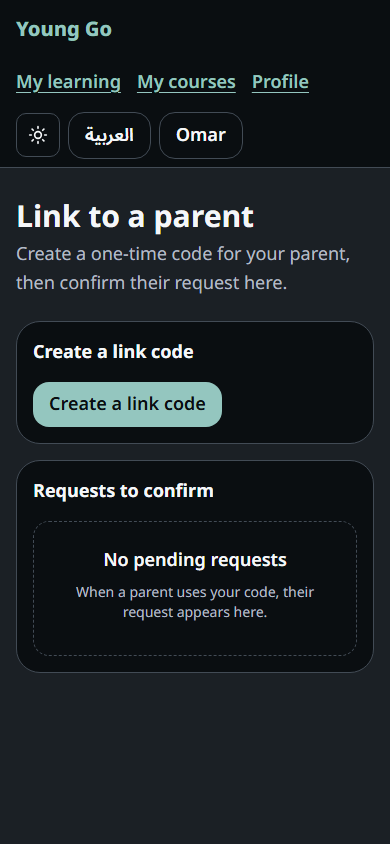 Young Go
My learning My courses Profile
العربية Omar
Link to a parent
Create a one-time code for your parent,
then confirm their request here.
Create a link code
Create a link code
Requests to confirm
No pending requests
When a parent uses your code, their
request appears here.